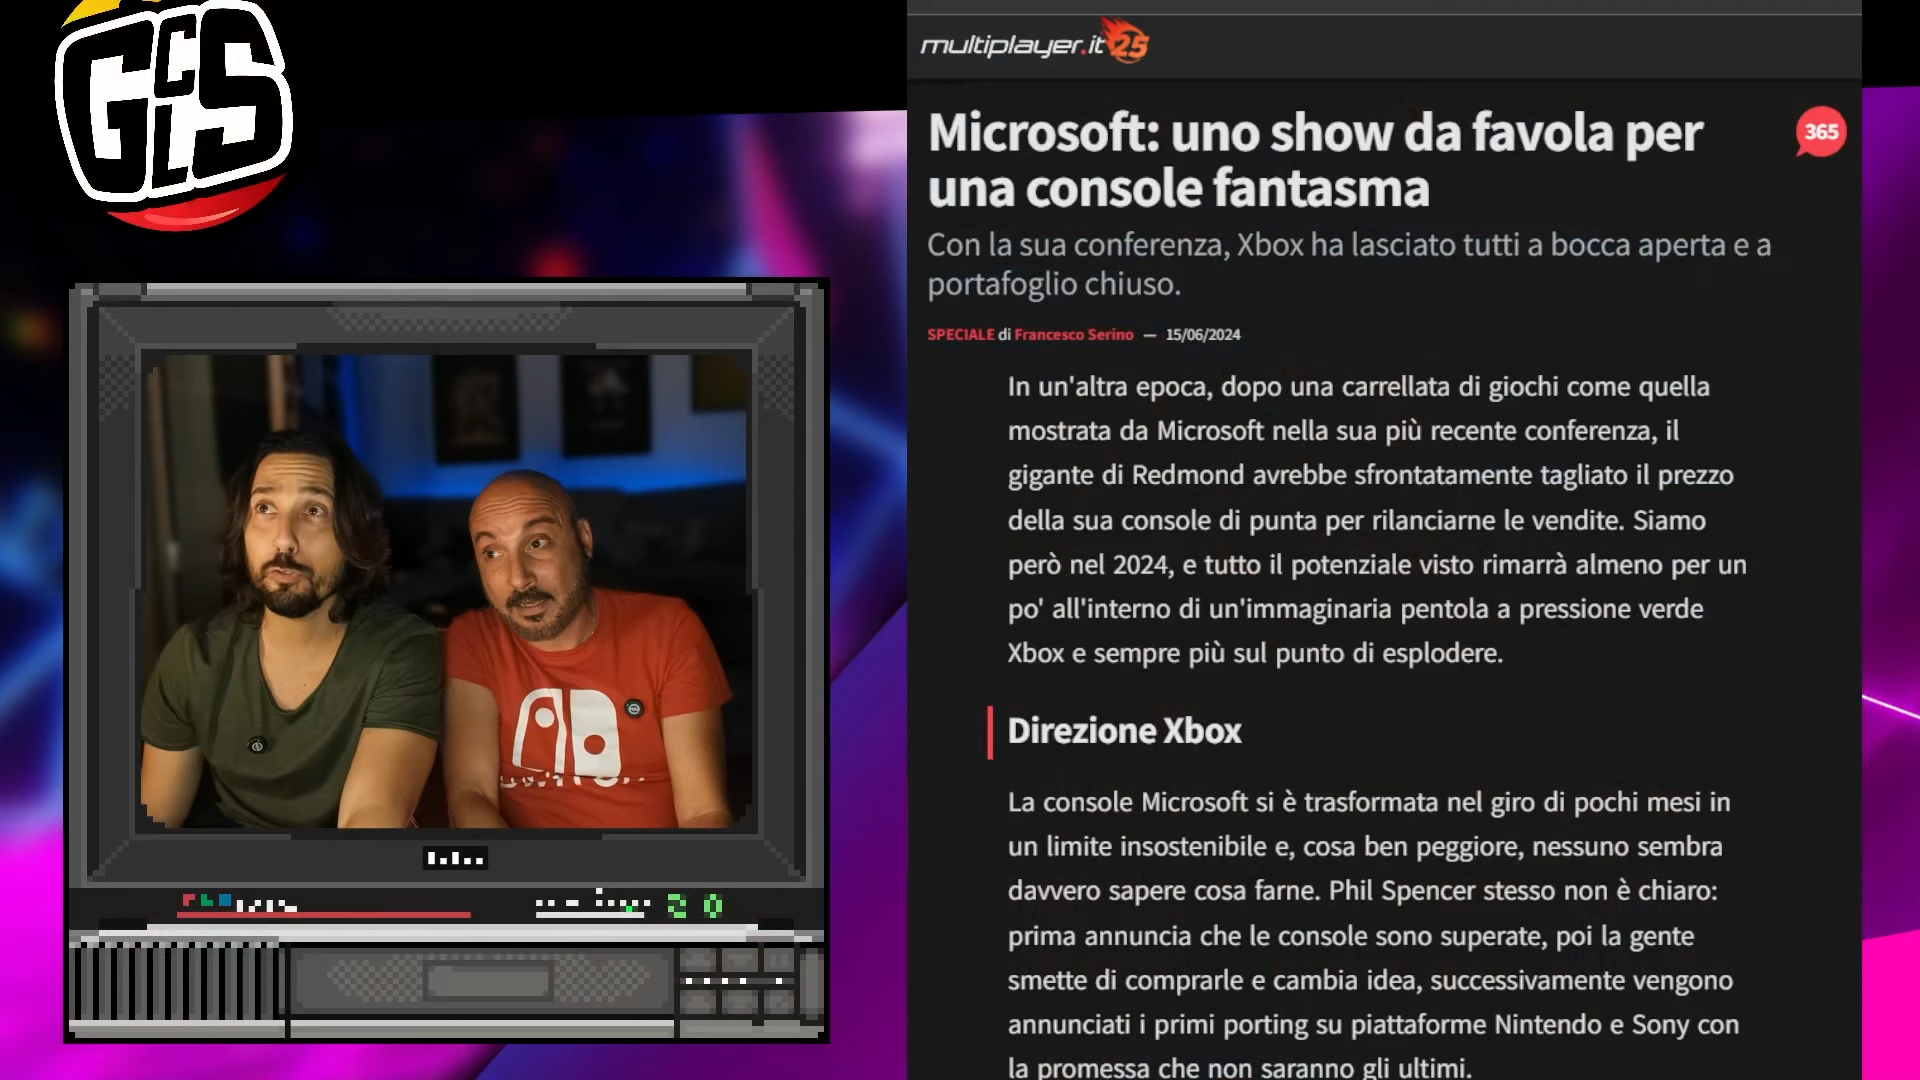 GCS
multiplayer.it 25
Microsoft: uno show da favola per
una console fantasma
365
Con la sua conferenza, Xbox ha lasciato tutti a bocca aperta e a
portafoglio chiuso.
SPECIALE di Francesco Serino — 15/06/2024
In un'altra epoca, dopo una carrellata di giochi come quella
mostrata da Microsoft nella sua più recente conferenza, il
gigante di Redmond avrebbe sfrontatamente tagliato il prezzo
della sua console di punta per rilanciarne le vendite. Siamo
però nel 2024, e tutto il potenziale visto rimarrà almeno per un
po' all'interno di un'immaginaria pentola a pressione verde
Xbox e sempre più sul punto di esplodere.
Direzione Xbox
La console Microsoft si è trasformata nel giro di pochi mesi in
un limite insostenibile e, cosa ben peggiore, nessuno sembra
davvero sapere cosa farne. Phil Spencer stesso non è chiaro:
prima annuncia che le console sono superate, poi la gente
smette di comprarle e cambia idea, successivamente vengono
annunciati i primi porting su piattaforme Nintendo e Sony con
la promessa che non saranno gli ultimi.
20